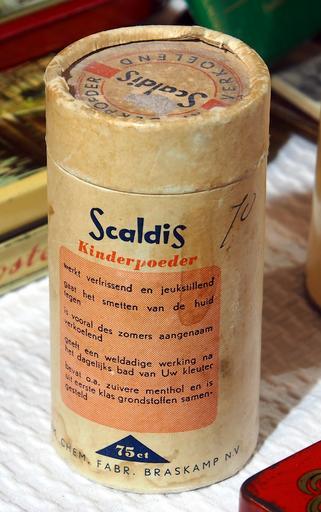 VERKOELEND
Scaldis
Scaldis
POEDER
Scaldis
70
Kinderpoeder
werkt verfrissend en jeukstillend
gaat het smetten van de huid
tegen
is vooral des zomers aangenaam
verkoelend
geeft een weldadige werking na
het dagelijks bad van Uw kleuter
bevat o.a. zuivere menthol en is
uit eerste klas grondstoffen samen-
gesteld
75ct
CHEM. FABR. BRASKAMP N.V.